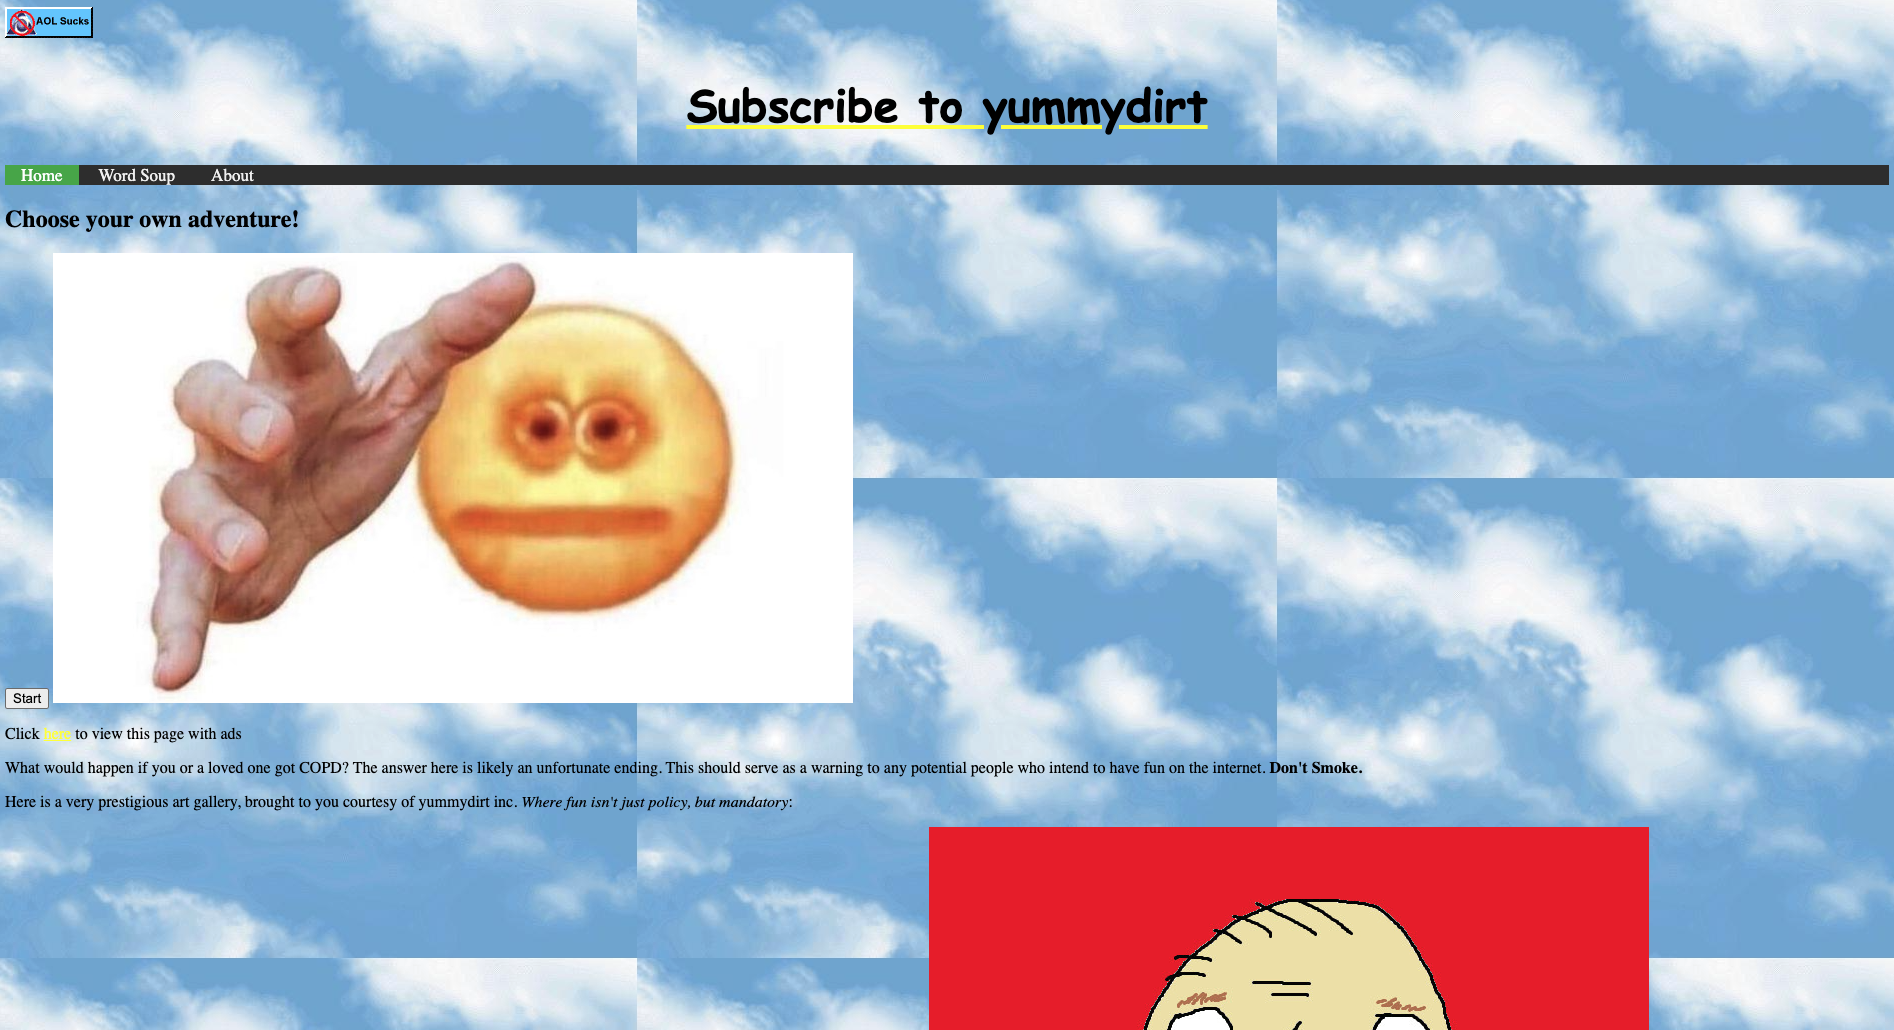 AOL Sucks
Subscribe to yummydirt
Home Word Soup About
Choose your own adventure!
Start
Click here to view this page with ads
What would happen if you or a loved one got COPD? The answer here is likely an unfortunate ending. This should serve as a warning to any potential people who intend to have fun on the internet. Don't Smoke.
Here is a very prestigious art gallery, brought to you courtesy of yummydirt inc. Where fun isn't just policy, but mandatory: